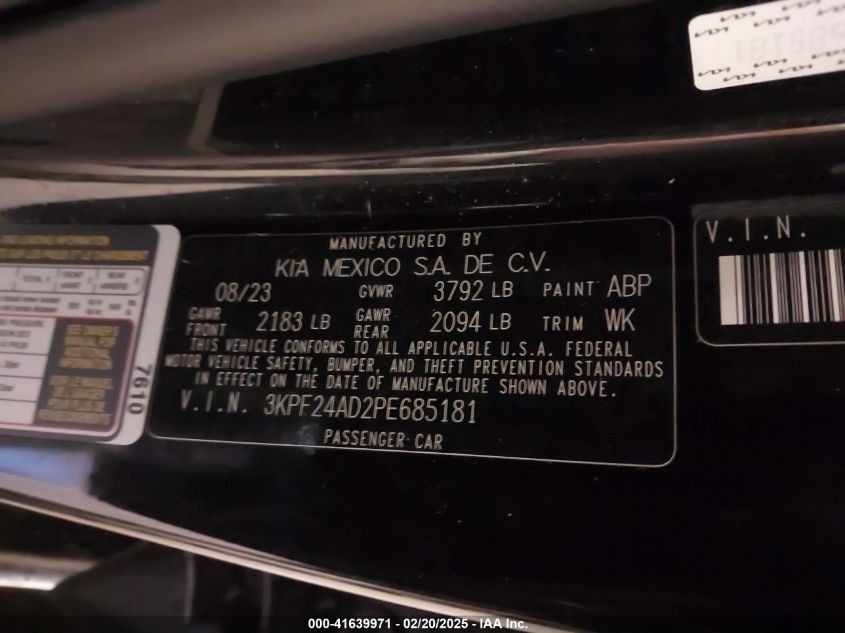 MANUFACTURED BY
KIA MEXICO S.A. DE C.V.
08/23 GVWR 3792 LB PAINT ABP
GAWR FRONT 2183 LB GAWR REAR 2094 LB TRIM WK
THIS VEHICLE CONFORMS TO ALL APPLICABLE U.S.A. FEDERAL
MOTOR VEHICLE SAFETY, BUMPER, AND THEFT PREVENTION STANDARDS
IN EFFECT ON THE DATE OF MANUFACTURE SHOWN ABOVE.
V.I.N. 3KPF24AD2PE685181
PASSENGER CAR
V.I.N.
7610
000-41639971 - 02/20/2025 - IAA Inc.